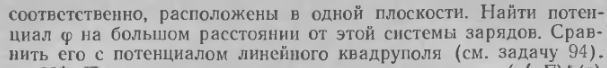 соответственно, расположены в одной плоскости. Найти потен-
циал φ на большом расстоянии от этой системы зарядов. Срав-
нить его с потенциалом линейного квадруполя (см. задачу 94).